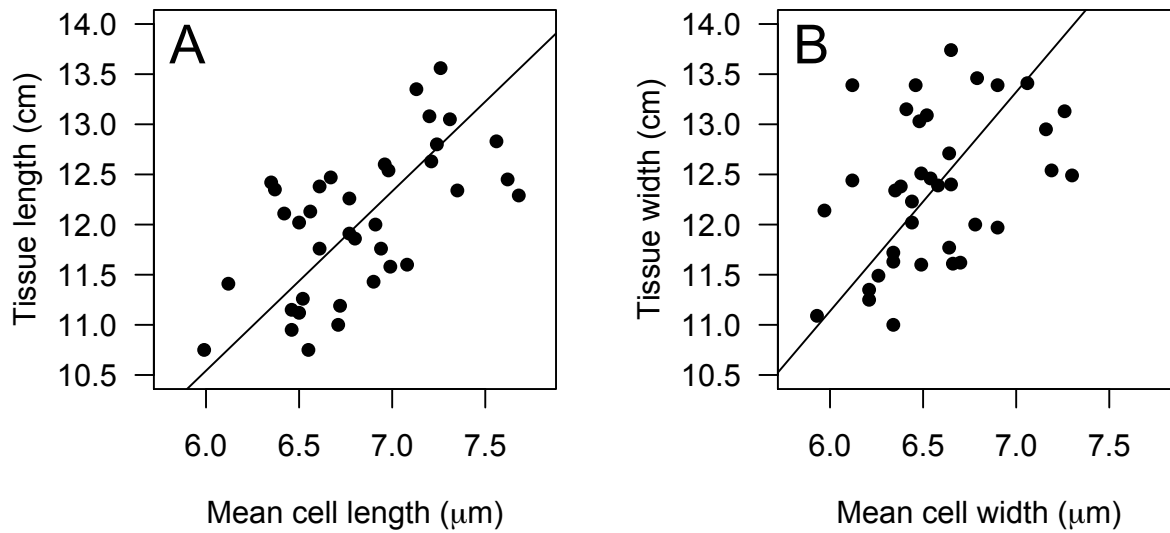 A
Tissue length (cm)
14.0
13.5
13.0
12.5
12.0
11.5
11.0
10.5
6.0 6.5 7.0 7.5
Mean cell length (μm)
B
Tissue width (cm)
14.0
13.5
13.0
12.5
12.0
11.5
11.0
10.5
6.0 6.5 7.0 7.5
Mean cell width (μm)